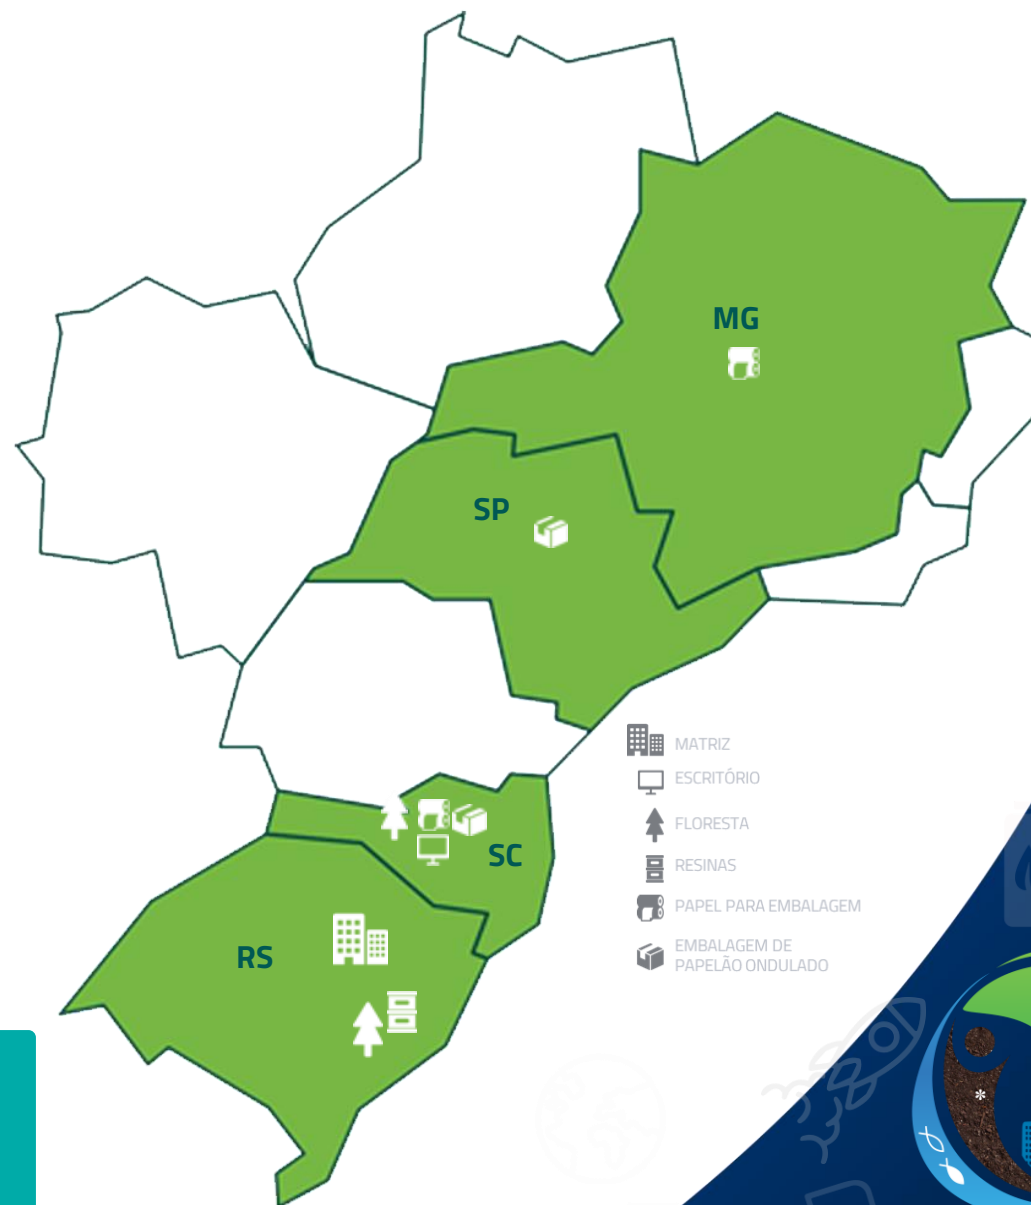 MG
SP
MATRIZ
ESCRITÓRIO
FLORESTA
RESINAS
PAPEL PARA EMBALAGEM
EMBALAGEM DE
PAPELÃO ONDULADO
SC
RS
*